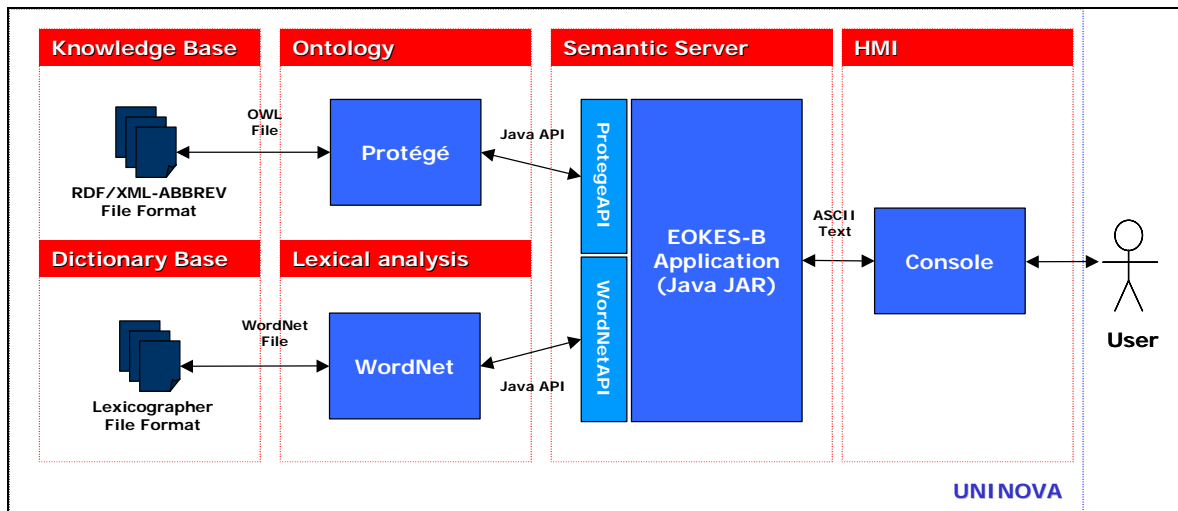 Knowledge Base
Ontology
Semantic Server
HMI
OWL
File
Java API
Protégé
ProtegeAPI
RDF/XML-ABBREV
File Format
EOKES-B
Application
(Java JAR)
ASCII
Text
Console
Dictionary Base
Lexical analysis
WordNet
File
WordNet
WordNetAPI
Java API
Lexicographer
File Format
User
UNINOVA